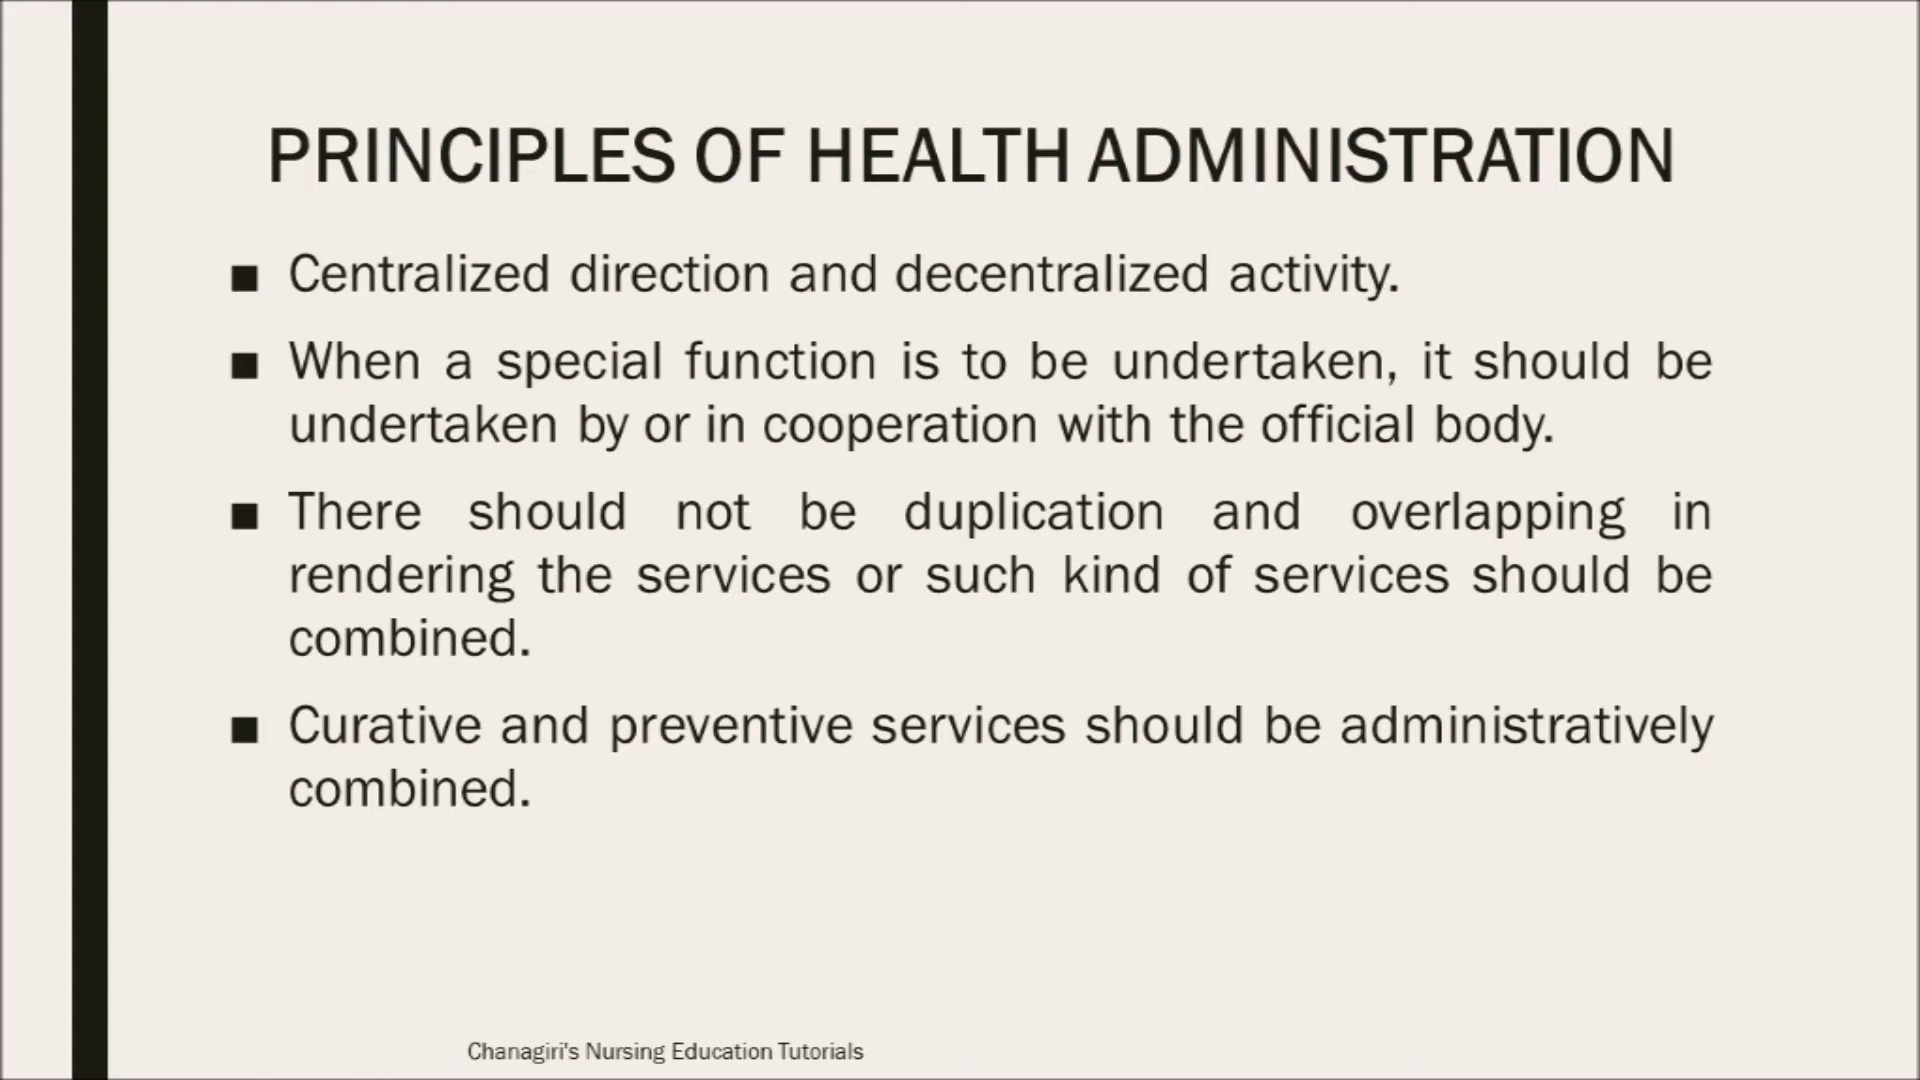 PRINCIPLES OF HEALTH ADMINISTRATION
■ Centralized direction and decentralized activity.
■ When a special function is to be undertaken, it should be
undertaken by or in cooperation with the official body.
■ There should not be duplication and overlapping in
rendering the services or such kind of services should be
combined.
■ Curative and preventive services should be administratively
combined.
Chanagiri's Nursing Education Tutorials